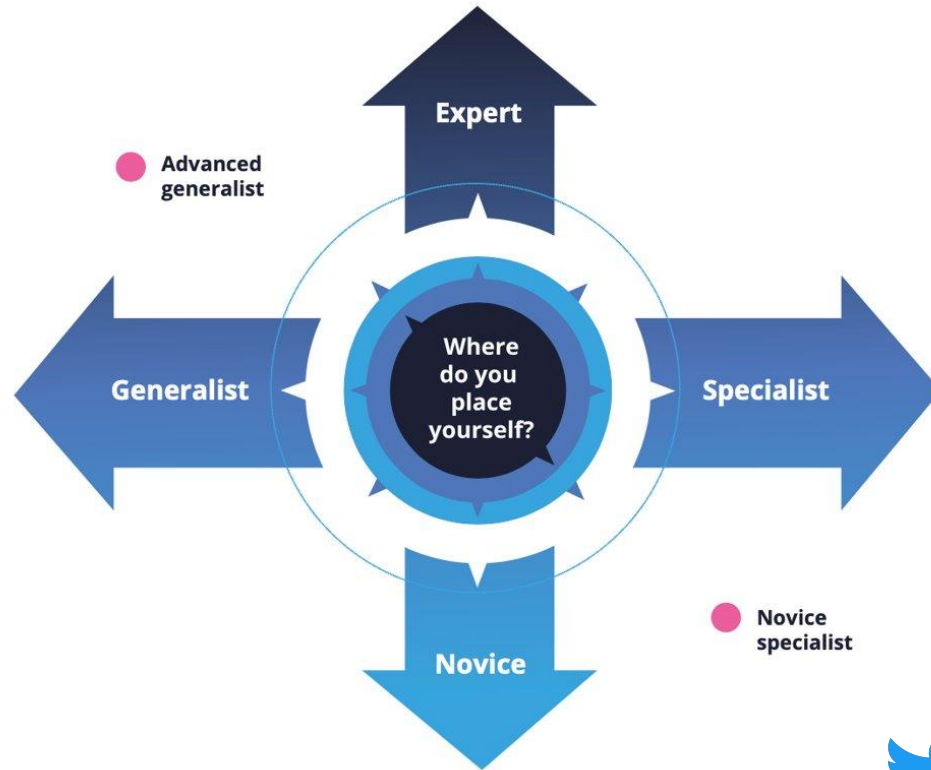 Expert
Advanced
generalist
Where
do you
place
yourself?
Generalist
Specialist
Novice
specialist
Novice